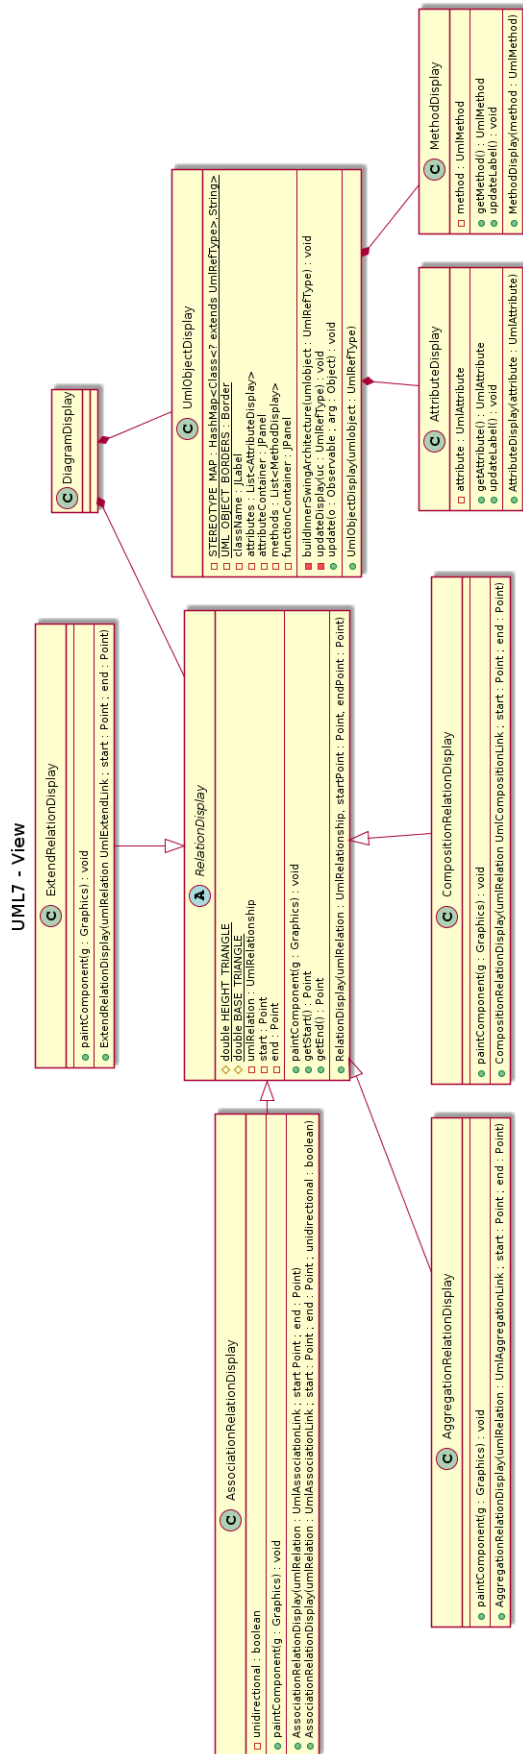 UML7 - View
C ExtendRelationDisplay
paintComponent(g : Graphics) : void
ExtendRelationDisplay(umlRelation UmlExtendLink ; start : Point ; end : Point)
C DiagramDisplay
C AssociationRelationDisplay
unidirectional : boolean
paintComponent(g : Graphics) : void
AssociationRelationDisplay(umlRelation : UmlAssociationLink ; start Point ; end : Point)
AssociationRelationDisplay(umlRelation : UmlAssociationLink ; start : Point ; end : Point ; unidirectional : boolean)
A RelationDisplay
double HEIGHT_TRIANGLE
double BASE_TRIANGLE
umlRelation : UmlRelationship
start : Point
end : Point
paintComponent(g : Graphics) : void
getStart() : Point
getEnd() : Point
RelationDisplay(umlRelation : UmlRelationship, startPoint : Point, endPoint : Point)
C UmlObjectDisplay
STEREOTYPE_MAP : HashMap<Class<? extends UmlRefType>,String>
UML_OBJECT_BORDERS : Border
className : JLabel
attributes : List<AttributeDisplay>
attributeContainer : JPanel
methods : List<MethodDisplay>
functionContainer : JPanel
buildInnerSwingArchitecture(umlobject : UmlRefType) : void
updateDisplay(uc : UmlRefType) : void
update(o : Observable ; arg : Object) : void
UmlObjectDisplay(umlobject : UmlRefType)
C AggregationRelationDisplay
paintComponent(g : Graphics) : void
AggregationRelationDisplay(umlRelation : UmlAggregationLink ; start : Point ; end : Point)
C CompositionRelationDisplay
paintComponent(g : Graphics) : void
CompositionRelationDisplay(umlRelation UmlCompositionLink ; start : Point ; end : Point)
C AttributeDisplay
attribute : UmlAttribute
getAttribute() : UmlAttribute
updateLabel() : void
AttributeDisplay(attribute : UmlAttribute)
C MethodDisplay
method : UmlMethod
getMethod() : UmlMethod
updateLabel() : void
MethodDisplay(method : UmlMethod)